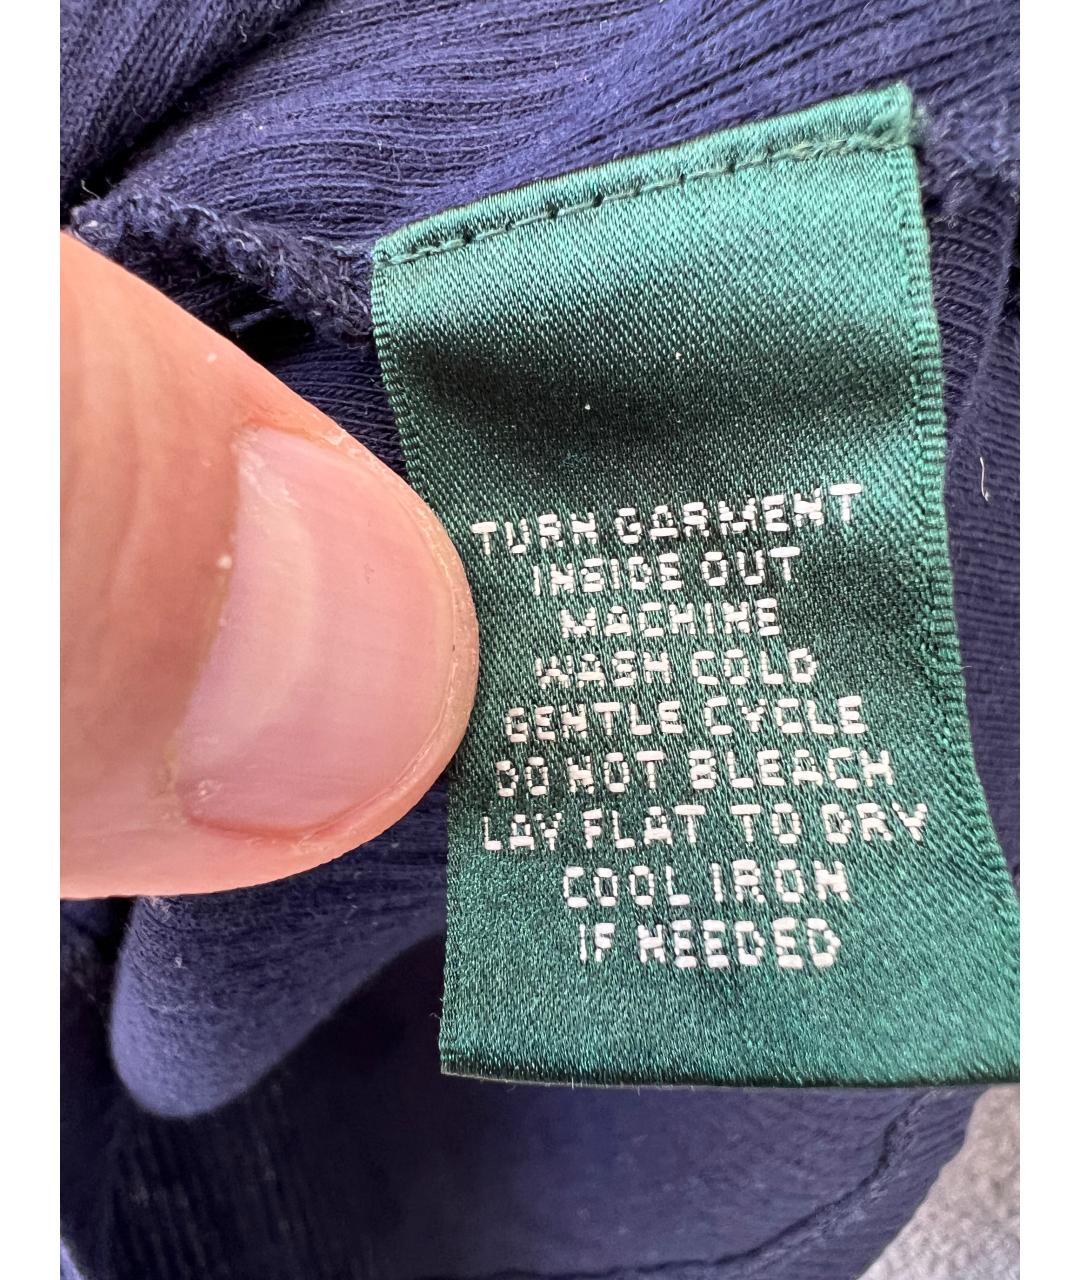 TURN GARMENT
INSIDE OUT
MACHINE
WASH COLD
GENTLE CYCLE
DO NOT BLEACH
LAY FLAT TO DRY
COOL IRON
IF NEEDED